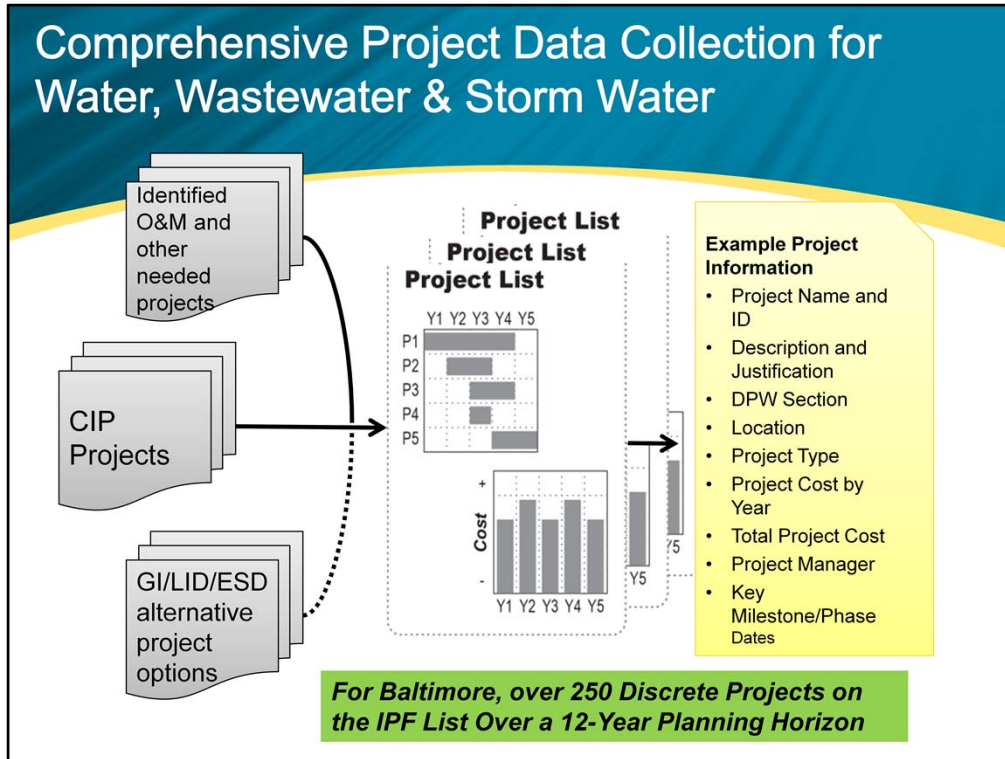 Comprehensive Project Data Collection for
Water, Wastewater & Storm Water
Identified
O&M and
other
needed
projects
CIP
Projects
GI/LID/ESD
alternative
project
options
Project List
Project List
Project List
Y1 Y2 Y3 Y4 Y5
P1
P2
P3
P4
P5
+
Cost
-
Y1 Y2 Y3 Y4 Y5
Y5
Y5
Example Project
Information
• Project Name and
ID
• Description and
Justification
• DPW Section
• Location
• Project Type
• Project Cost by
Year
• Total Project Cost
• Project Manager
• Key
Milestone/Phase
Dates
For Baltimore, over 250 Discrete Projects on
the IPF List Over a 12-Year Planning Horizon